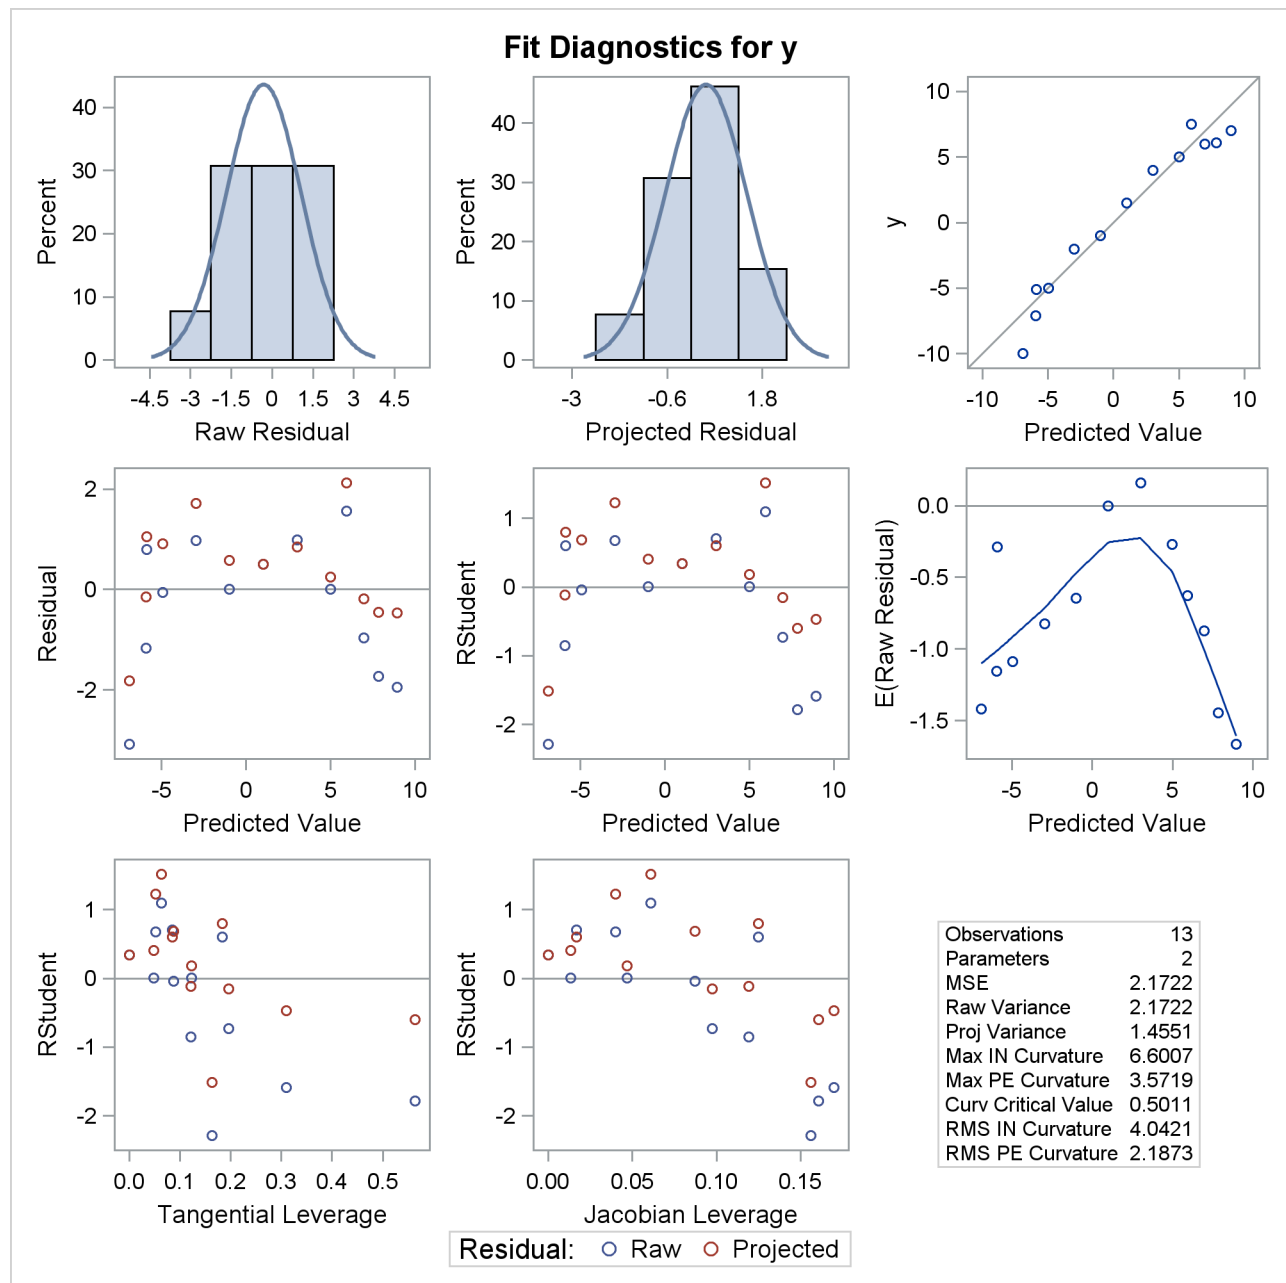 Fit Diagnostics for y
40
30
20
10
0
Percent
-4.5 -3 -1.5 0 1.5 3 4.5
Raw Residual
40
30
20
10
0
Percent
-3 -0.6 1.8
Projected Residual
10
5
0
-5
-10
y
-10 -5 0 5 10
Predicted Value
2
0
-2
Residual
-5 0 5 10
Predicted Value
1
0
-1
-2
RStudent
-5 0 5 10
Predicted Value
0.0
-0.5
-1.0
-1.5
E(Raw Residual)
-5 0 5 10
Predicted Value
1
0
-1
-2
RStudent
0.0 0.1 0.2 0.3 0.4 0.5
Tangential Leverage
1
0
-1
-2
RStudent
0.00 0.05 0.10 0.15
Jacobian Leverage
Observations 13
Parameters 2
MSE 2.1722
Raw Variance 2.1722
Proj Variance 1.4551
Max IN Curvature 6.6007
Max PE Curvature 3.5719
Curv Critical Value 0.5011
RMS IN Curvature 4.0421
RMS PE Curvature 2.1873
Residual: Raw Projected